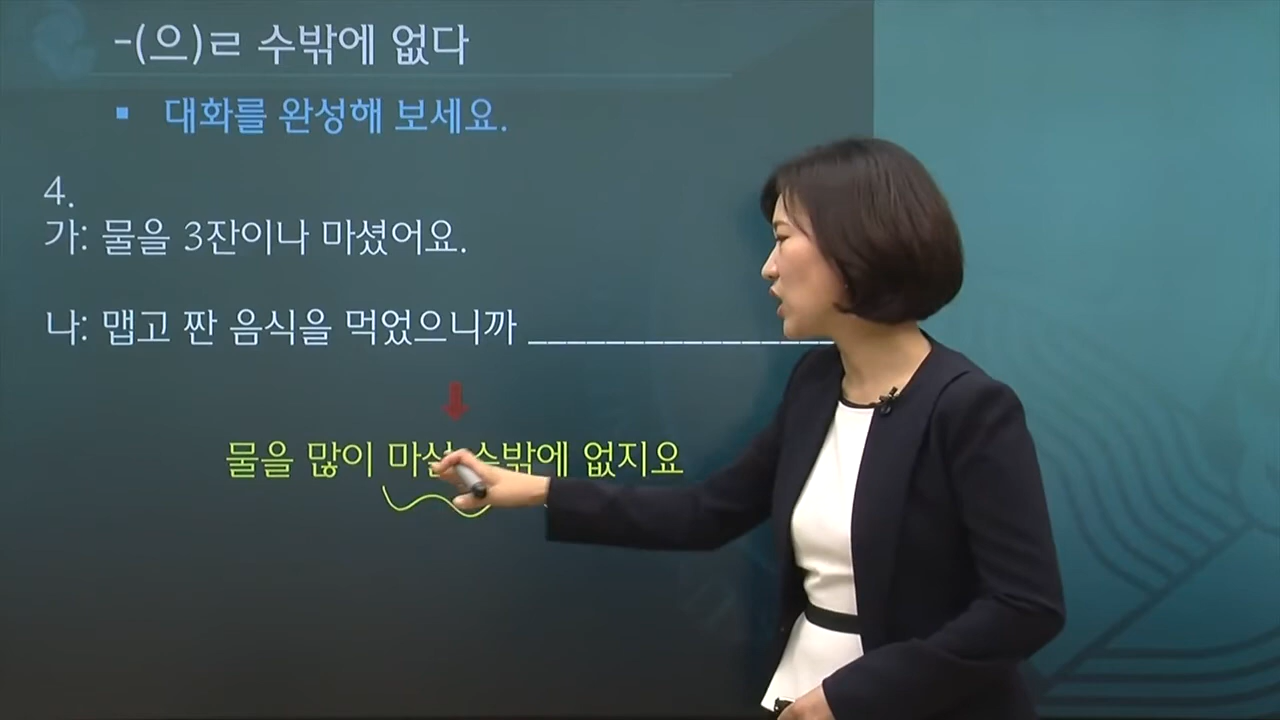 -(으)ㄹ 수밖에 없다
▪ 대화를 완성해 보세요.
4.
가: 물을 3잔이나 마셨어요.
나: 맵고 짠 음식을 먹었으니까 ________________
물을 많이 수밖에 없지요